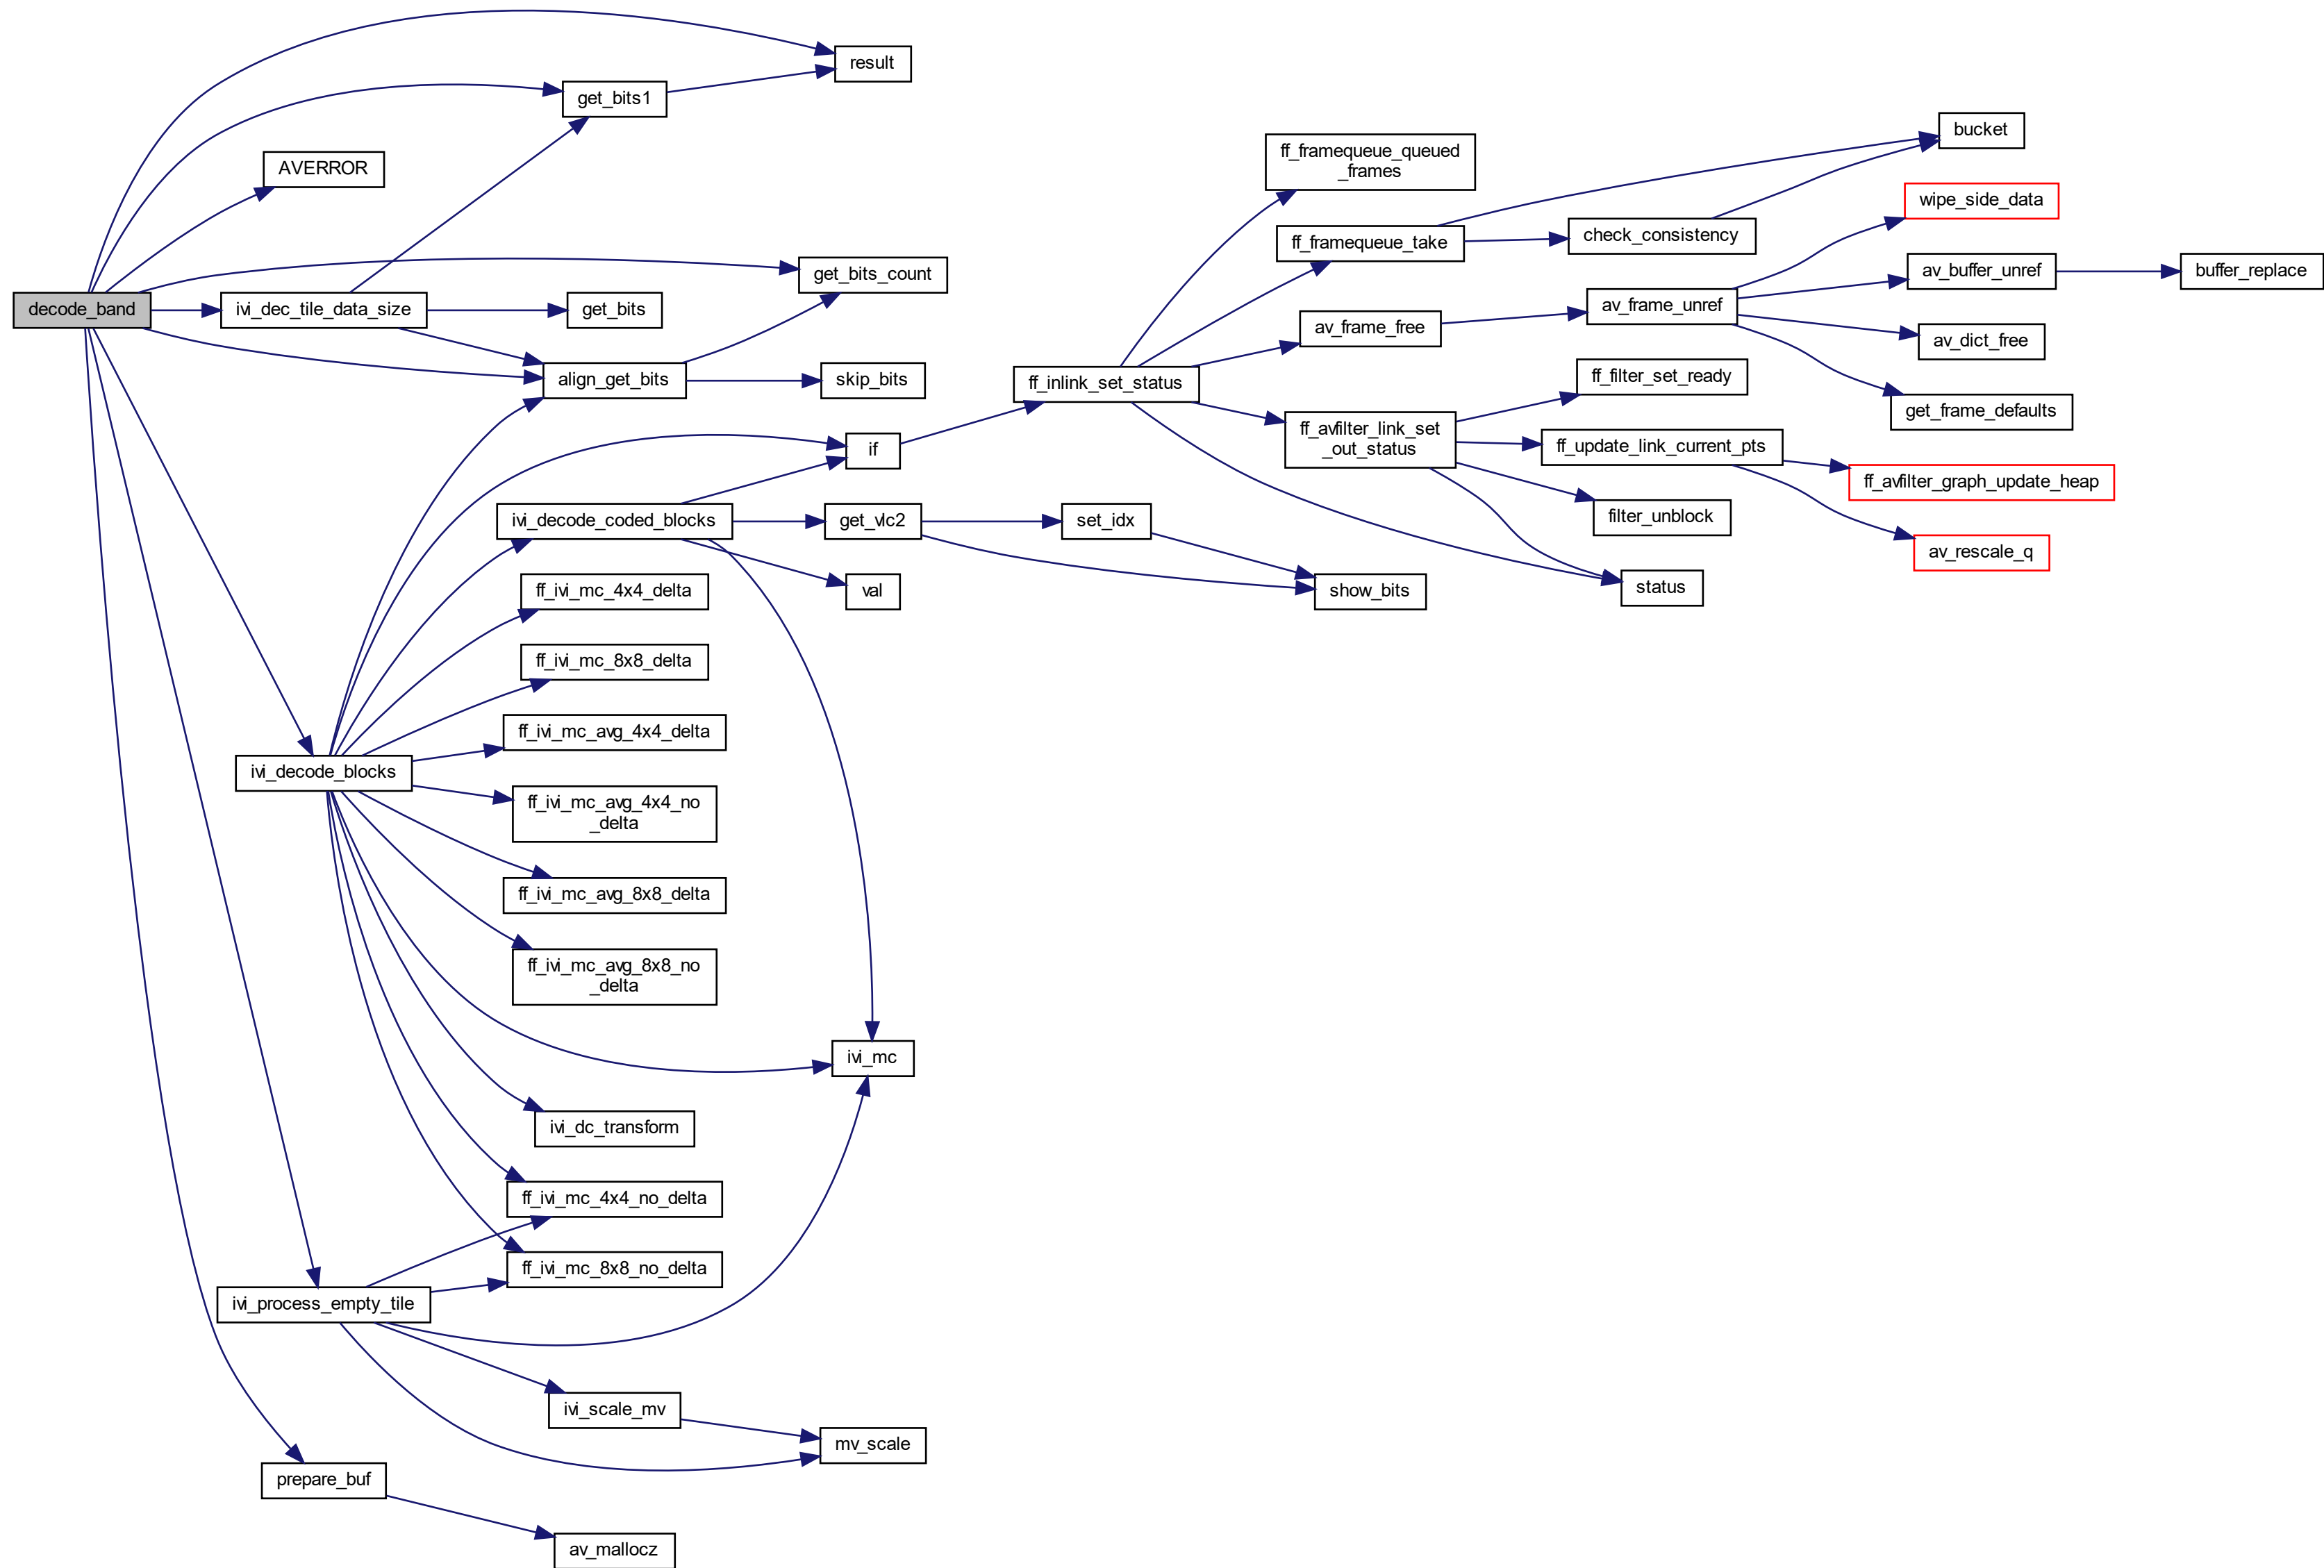 result
get_bits1
bucket
ff_framequeue_queued
_frames
AVERROR
wipe_side_data
check_consistency
ff_framequeue_take
get_bits_count
av_buffer_unref
buffer_replace
decode_band
ivi_dec_tile_data_size
get_bits
av_frame_unref
av_frame_free
av_dict_free
align_get_bits
skip_bits
ff_inlink_set_status
ff_filter_set_ready
get_frame_defaults
ff_avfilter_link_set
_out_status
if
ff_update_link_current_pts
ff_avfilter_graph_update_heap
ivi_decode_coded_blocks
get_vlc2
set_idx
filter_unblock
av_rescale_q
ff_ivi_mc_4x4_delta
val
show_bits
status
ff_ivi_mc_8x8_delta
ff_ivi_mc_avg_4x4_delta
ivi_decode_blocks
ff_ivi_mc_avg_4x4_no
_delta
ff_ivi_mc_avg_8x8_delta
ff_ivi_mc_avg_8x8_no
_delta
ivi_mc
ivi_dc_transform
ff_ivi_mc_4x4_no_delta
ff_ivi_mc_8x8_no_delta
ivi_process_empty_tile
ivi_scale_mv
mv_scale
prepare_buf
av_mallocz